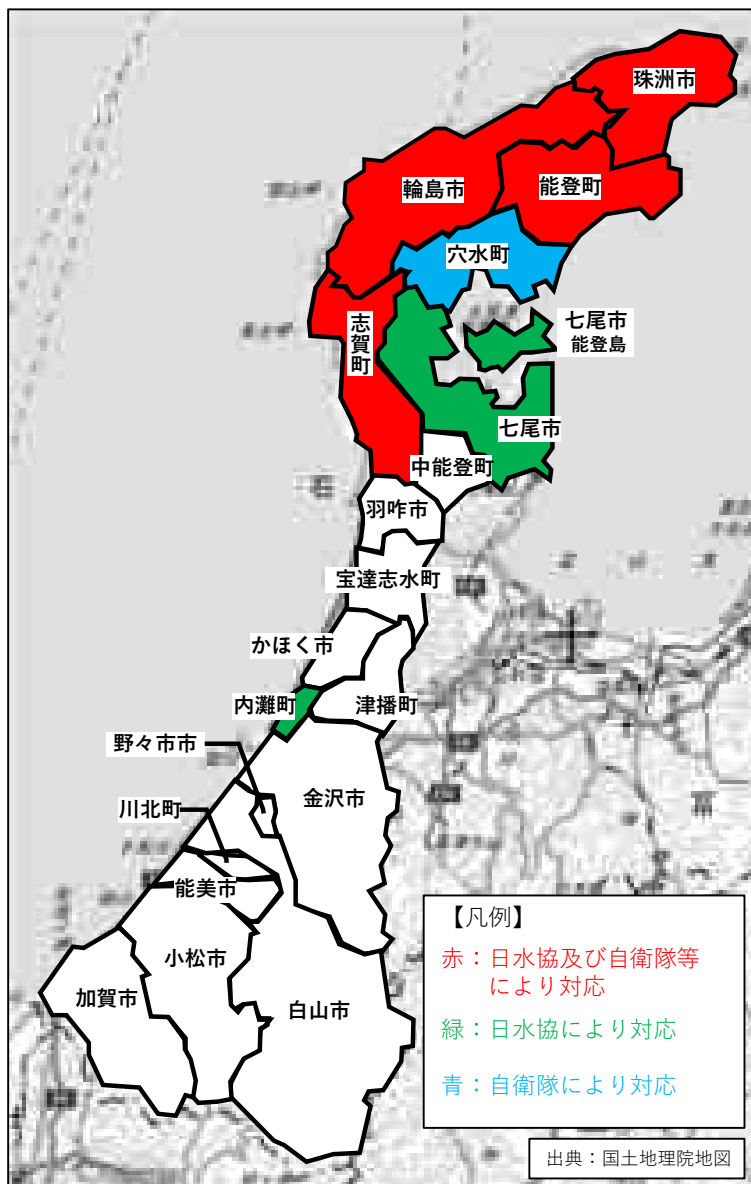 珠洲市
輪島市
能登町
穴水町
志賀町
七尾市
能登島
七尾市
中能登町
羽咋市
宝達志水町
かほく市
内灘町
津播町
野々市市
金沢市
川北町
能美市
小松市
加賀市
白山市
【凡例】
赤：日水協及び自衛隊等
により対応
緑：日水協により対応
青：自衛隊により対応
出典：国土地理院地図